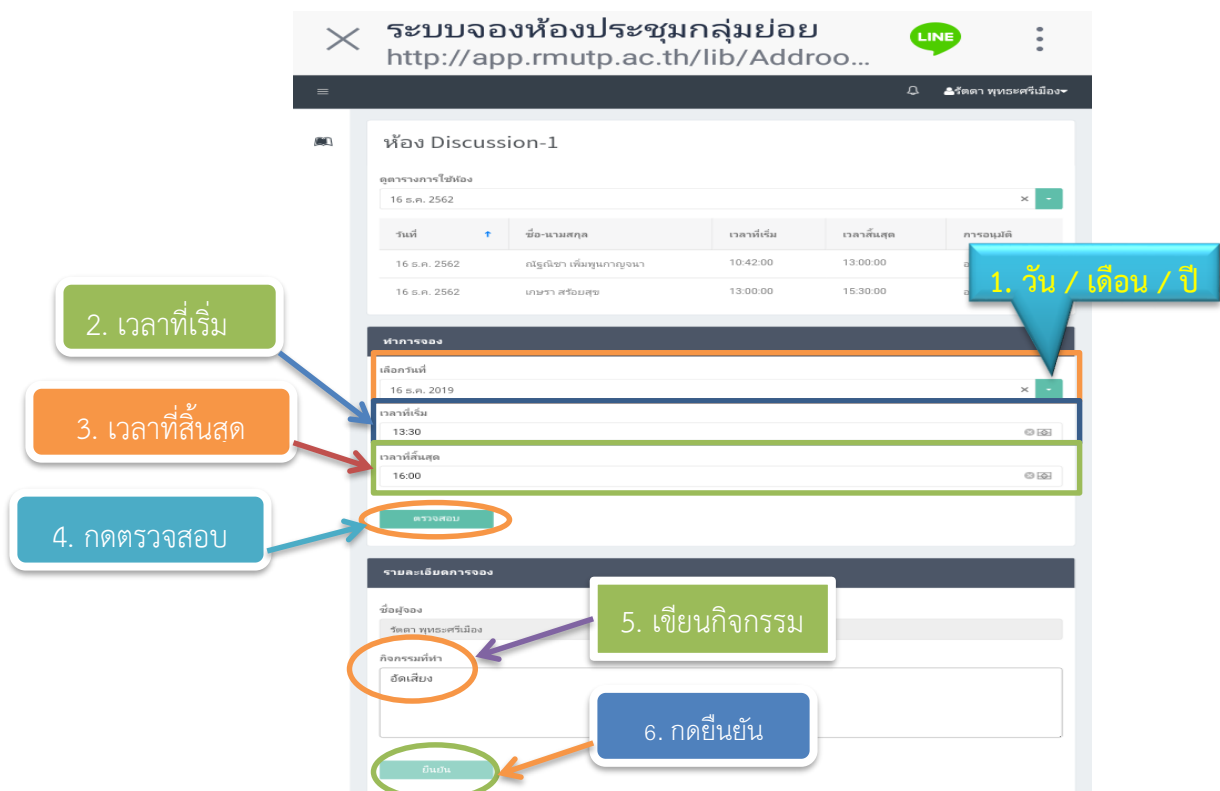 ระบบจองห้องประชุมกลุ่มย่อย
http://app.rmutp.ac.th/lib/Addroo...
LINE
รัตตา พุทธะศรีเมือง
ห้อง Discussion-1
ดูตารางการใช้ห้อง
16 ธ.ค. 2562
วันที่ ชื่อ-นามสกุล เวลาที่เริ่ม เวลาสิ้นสุด การอนุมัติ
16 ธ.ค. 2562 ณัฐณิชา เพิ่มพูนกาญจนา 10:42:00 13:00:00
16 ธ.ค. 2562 เกษรา สร้อยสุข 13:00:00 15:30:00
1. วัน / เดือน / ปี
2. เวลาที่เริ่ม
ทำการจอง
เลือกวันที่
16 ธ.ค. 2019
เวลาที่เริ่ม
13:30
3. เวลาที่สิ้นสุด
เวลาที่สิ้นสุด
16:00
ตรวจสอบ
4. กดตรวจสอบ
รายละเอียดการจอง
ชื่อผู้จอง
รัตตา พุทธะศรีเมือง
5. เขียนกิจกรรม
กิจกรรมที่ทำ
อัดเสียง
6. กดยืนยัน
ยืนยัน